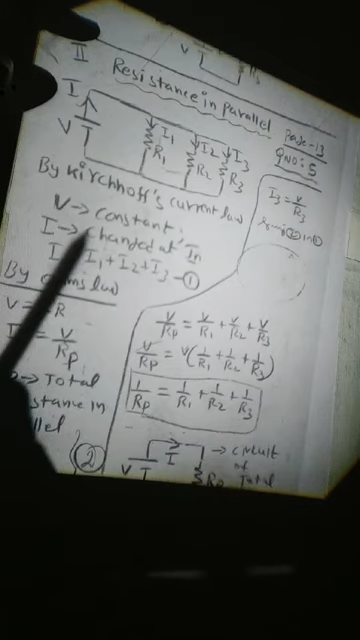 V
II
Resistance in parallel
Page-13
QNO: 5
I
V
I1 I2 I3
R1 R2 R3
By Kirchhoff's current law
V → constant.
I → changed at In
I1 + I2 + I3 — ①
By law
V = R
= V/Rp
→ Total
stance in
llel
②
I3 = V/R3
V/Rp = V/R1 + V/R2 + V/R3
V/Rp = V(1/R1 + 1/R2 + 1/R3)
1/Rp = 1/R1 + 1/R2 + 1/R3
I → circuit
V of
Total